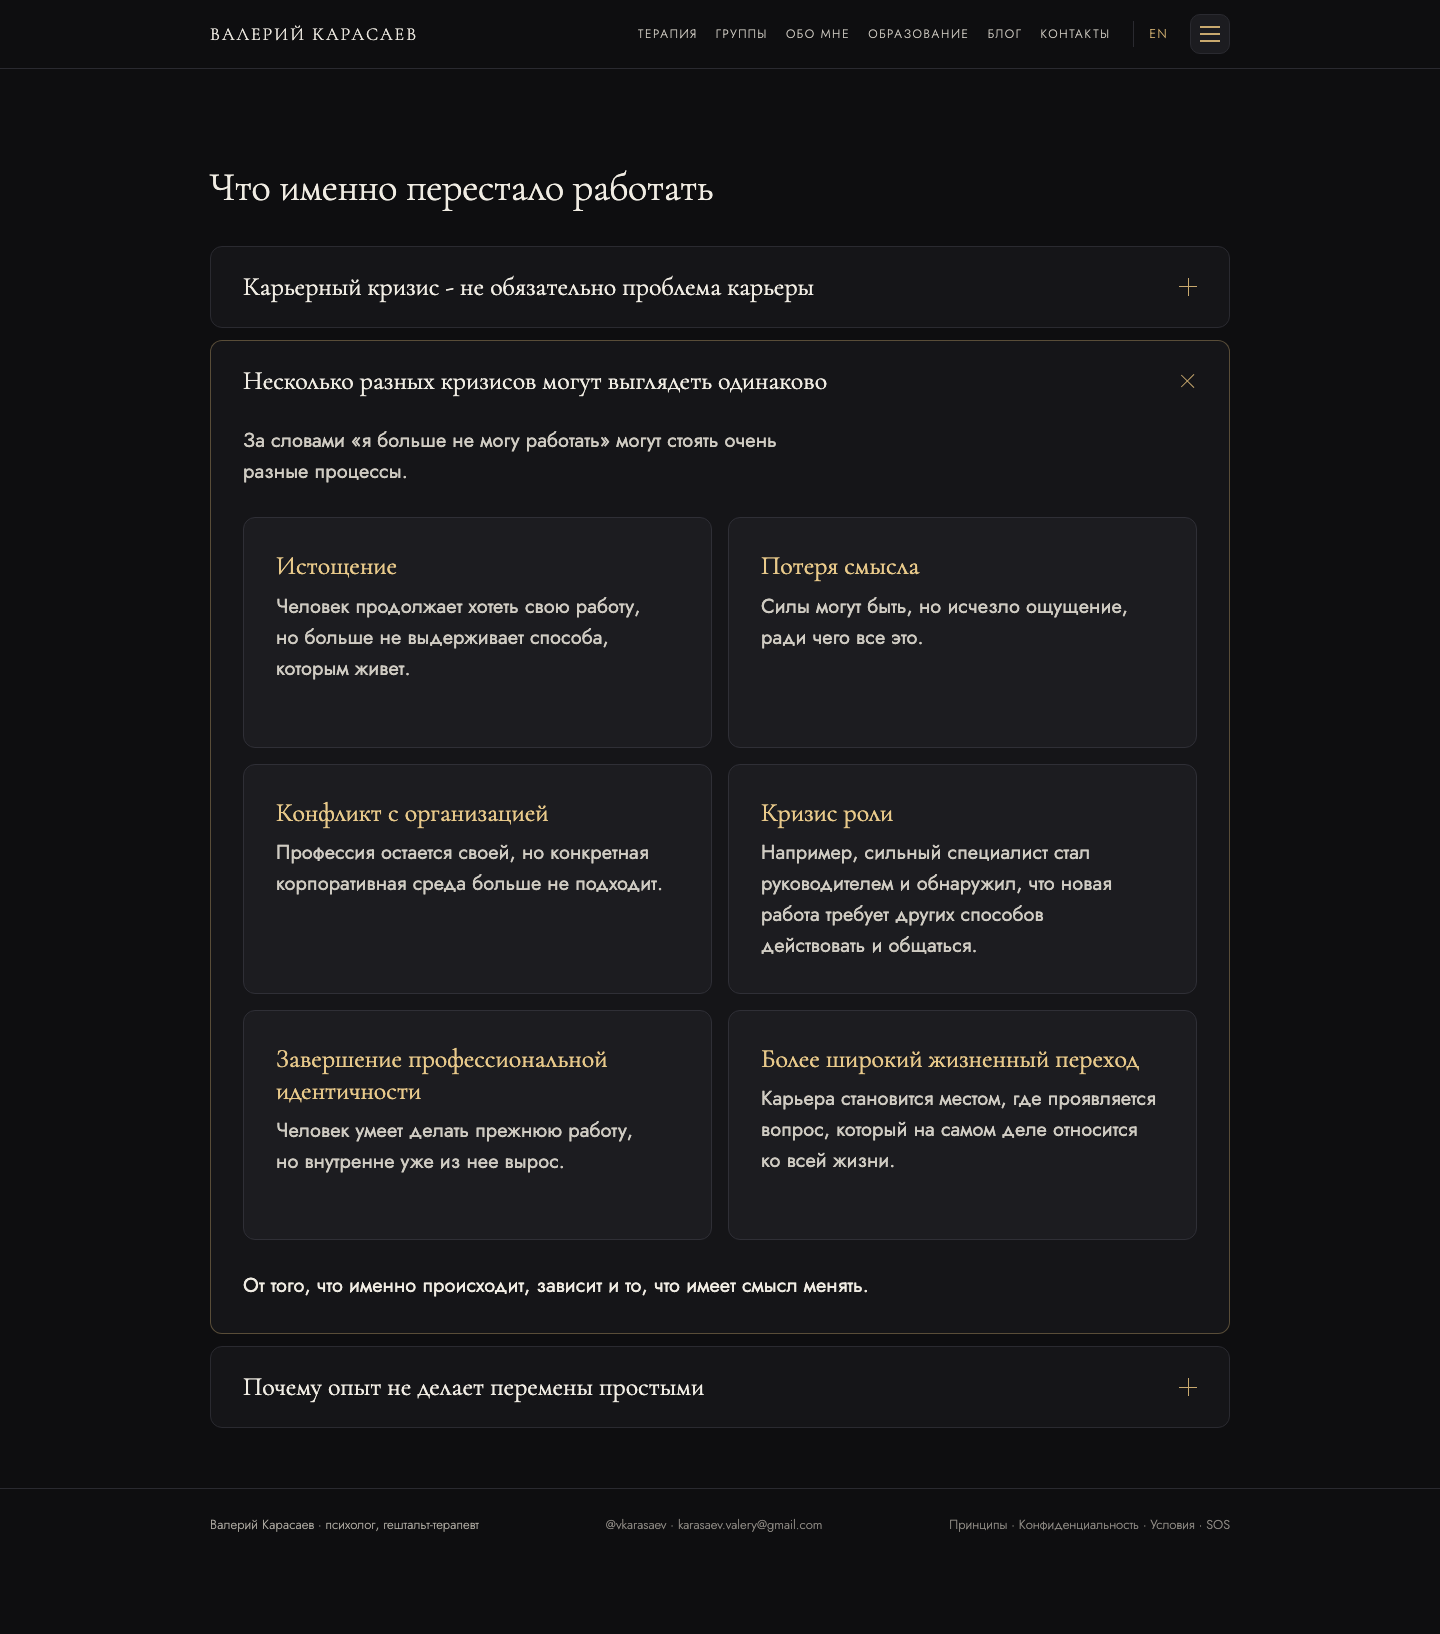 ВАЛЕРИЙ КАРАСАЕВ
ТЕРАПИЯ ГРУППЫ ОБО МНЕ ОБРАЗОВАНИЕ БЛОГ КОНТАКТЫ EN
Что именно перестало работать
Карьерный кризис - не обязательно проблема карьеры
Несколько разных кризисов могут выглядеть одинаково
За словами «я больше не могу работать» могут стоять очень
разные процессы.
Истощение
Человек продолжает хотеть свою работу,
но больше не выдерживает способа,
которым живет.
Потеря смысла
Силы могут быть, но исчезло ощущение,
ради чего все это.
Конфликт с организацией
Профессия остается своей, но конкретная
корпоративная среда больше не подходит.
Кризис роли
Например, сильный специалист стал
руководителем и обнаружил, что новая
работа требует других способов
действовать и общаться.
Завершение профессиональной
идентичности
Человек умеет делать прежнюю работу,
но внутренне уже из нее вырос.
Более широкий жизненный переход
Карьера становится местом, где проявляется
вопрос, который на самом деле относится
ко всей жизни.
От того, что именно происходит, зависит и то, что имеет смысл менять.
Почему опыт не делает перемены простыми
Валерий Карасаев · психолог, гештальт-терапевт
@vkarasaev · karasaev.valery@gmail.com
Принципы · Конфиденциальность · Условия · SOS